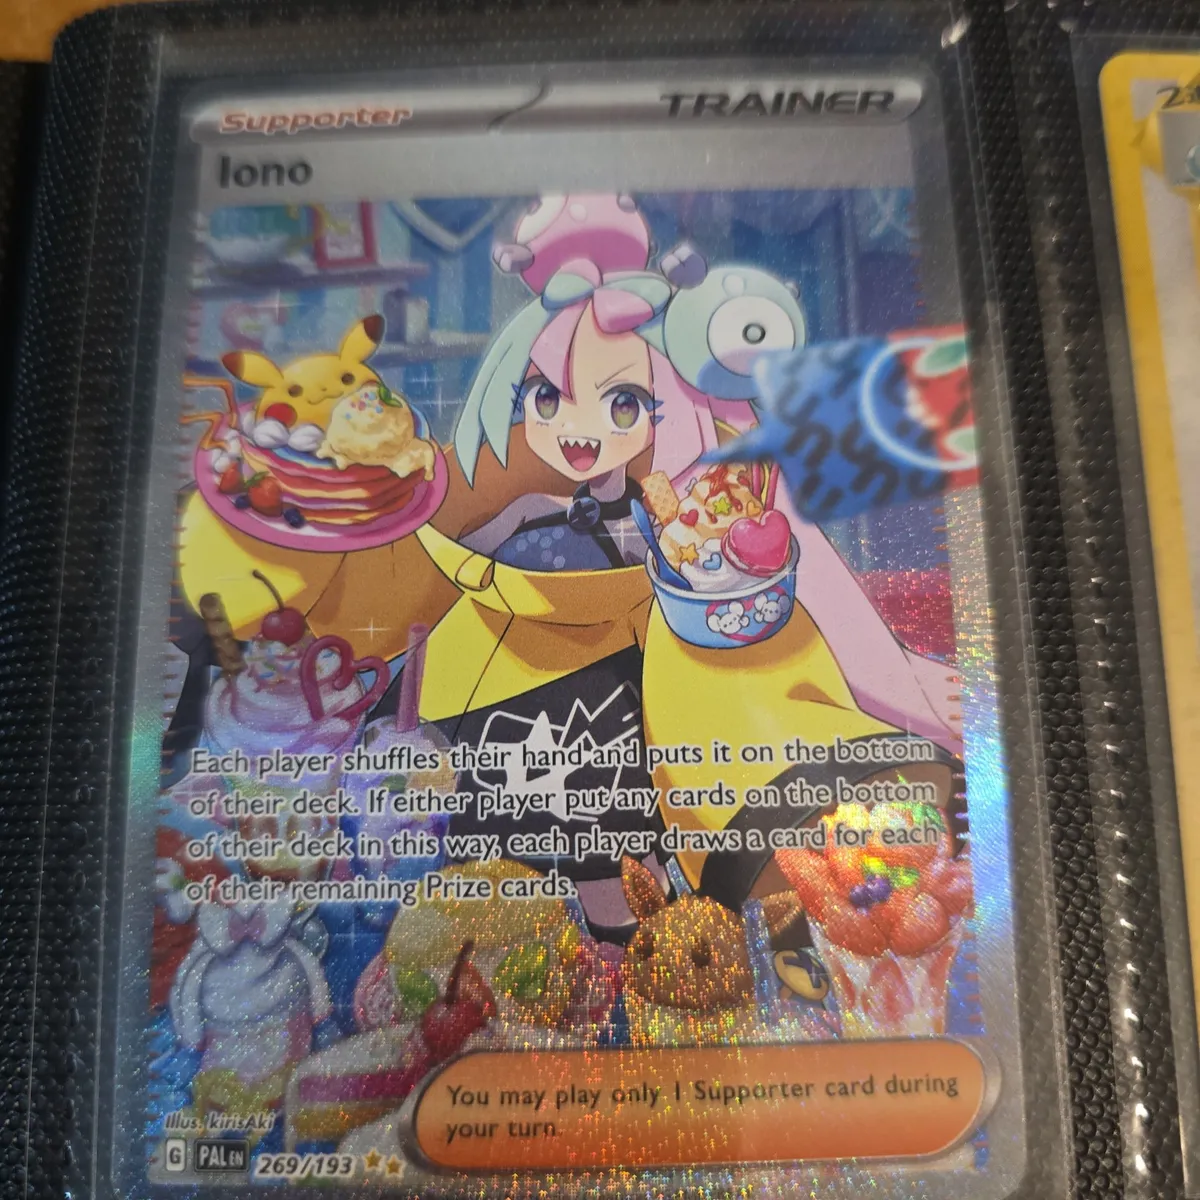 Supporter
TRAINER
Iono
Each player shuffles their hand and puts it on the bottom
of their deck. If either player put any cards on the bottom
of their deck in this way, each player draws a card for each
of their remaining Prize cards.
You may play only 1 Supporter card during
your turn.
Illus. kirisAki
G PAL EN 269/193